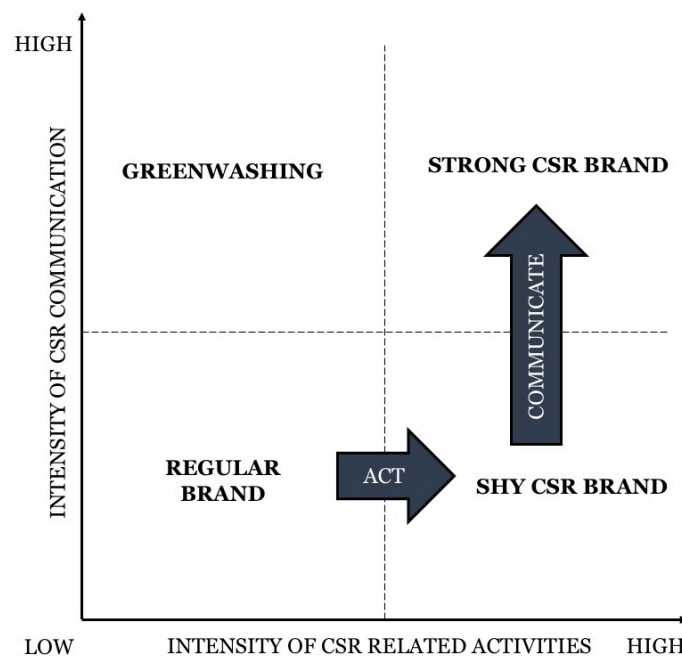 HIGH
INTENSITY OF CSR COMMUNICATION
GREENWASHING
STRONG CSR BRAND
COMMUNICATE
REGULAR
BRAND
ACT
SHY CSR BRAND
LOW
INTENSITY OF CSR RELATED ACTIVITIES
HIGH